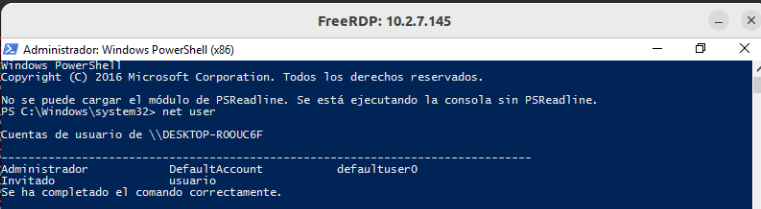 FreeRDP: 10.2.7.145
Administrador: Windows PowerShell (x86)
Windows PowerShell
Copyright (C) 2016 Microsoft Corporation. Todos los derechos reservados.
No se puede cargar el módulo de PSReadline. Se está ejecutando la consola sin PSReadline.
PS C:\Windows\system32> net user
Cuentas de usuario de \\DESKTOP-ROOUC6F
-------------------------------------------------------------------------------
Administrador            DefaultAccount           defaultuser0
Invitado                 usuario
Se ha completado el comando correctamente.